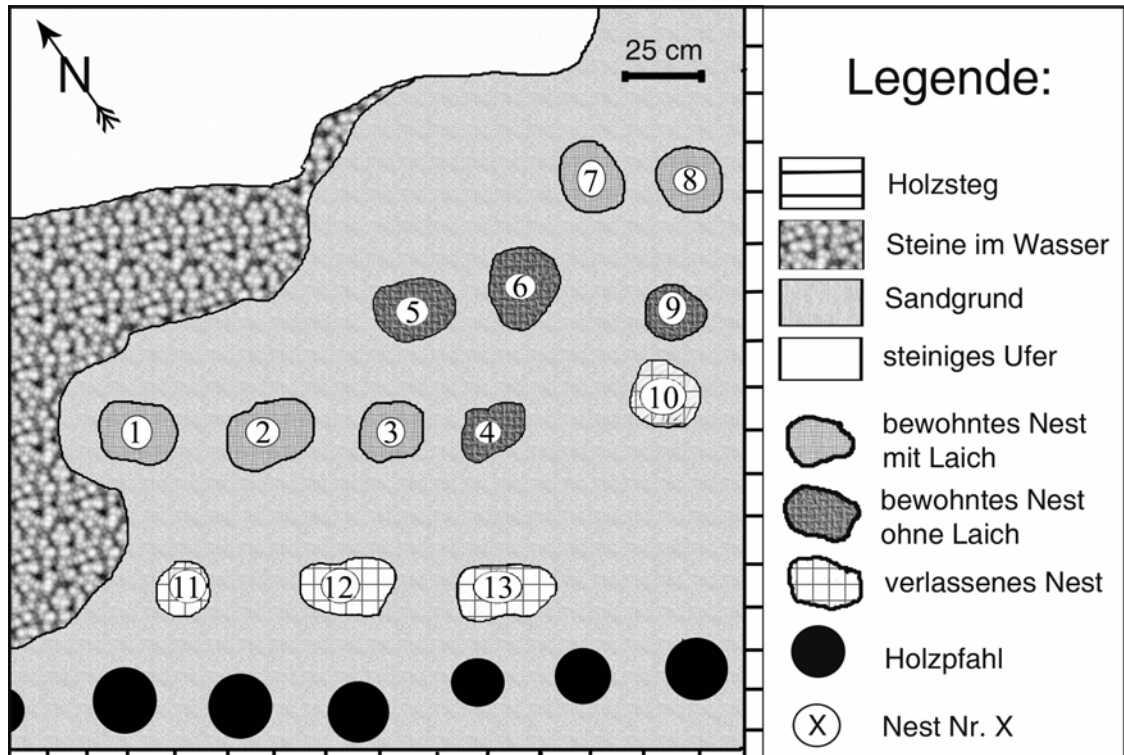 N
25 cm
7
8
6
5
9
10
1
2
3
4
11
12
13
Legende:
Holzsteg
Steine im Wasser
Sandgrund
steiniges Ufer
bewohntes Nest
mit Laich
bewohntes Nest
ohne Laich
verlassenes Nest
Holzpfahl
X
Nest Nr. X